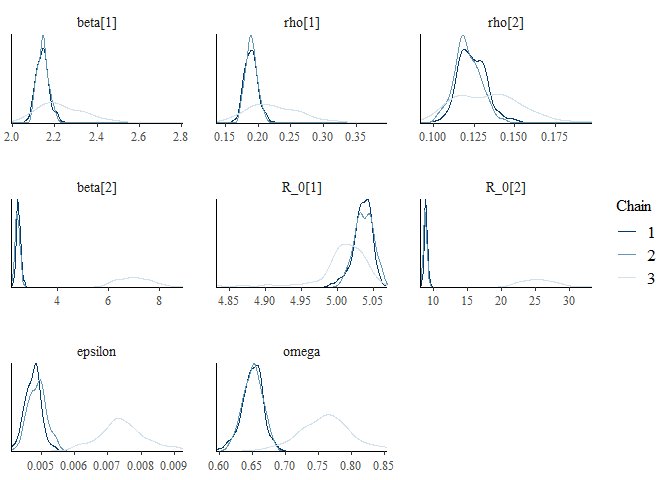 beta[1] rho[1] rho[2]
2.0 2.2 2.4 2.6 2.8 0.15 0.20 0.25 0.30 0.35 0.100 0.125 0.150 0.175
beta[2] R_0[1] R_0[2]
Chain
1
2
3
4 6 8 4.85 4.90 4.95 5.00 5.05 10 15 20 25 30
epsilon omega
0.005 0.006 0.007 0.008 0.009 0.60 0.65 0.70 0.75 0.80 0.85